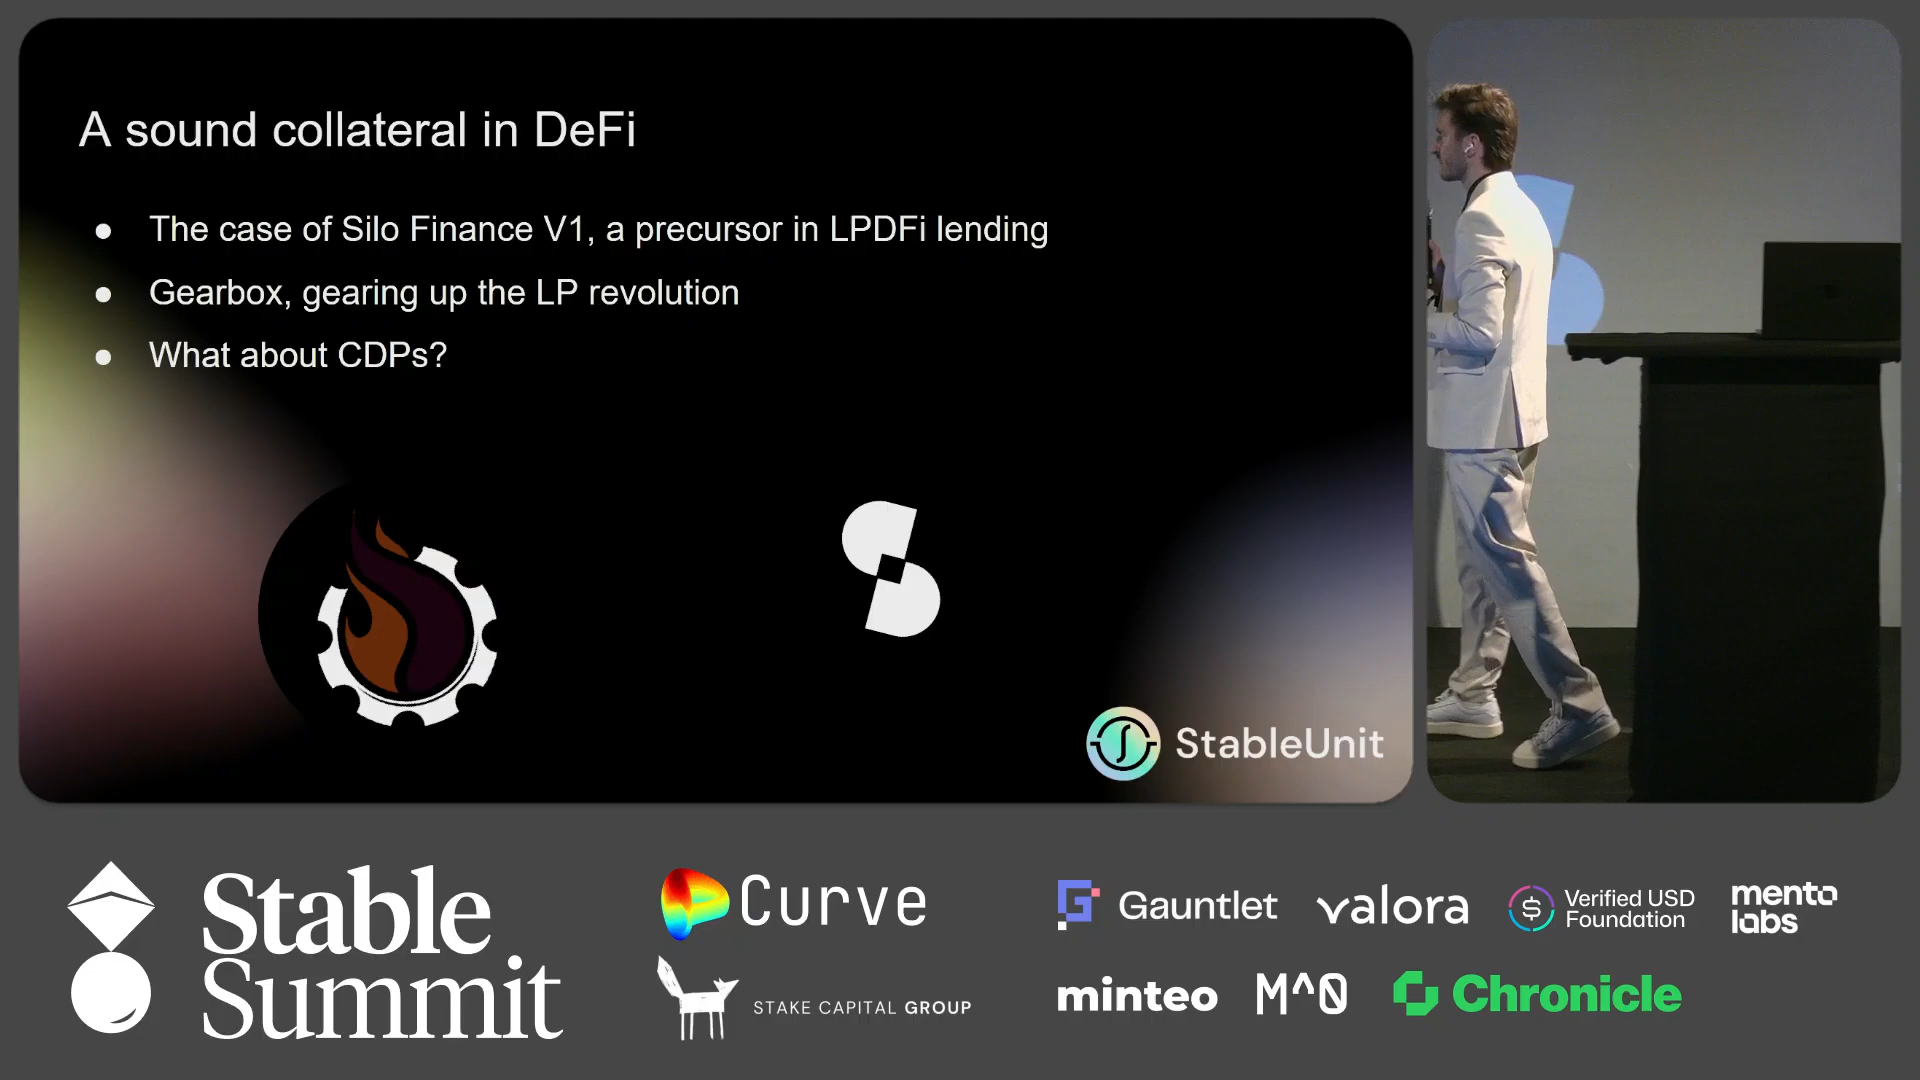 A sound collateral in DeFi
● The case of Silo Finance V1, a precursor in LPDFi lending
● Gearbox, gearing up the LP revolution
● What about CDPs?
StableUnit
Stable
Summit
Curve
STAKE CAPITAL GROUP
Gauntlet
valora
Verified USD
Foundation
mento
labs
minteo
M^0
Chronicle